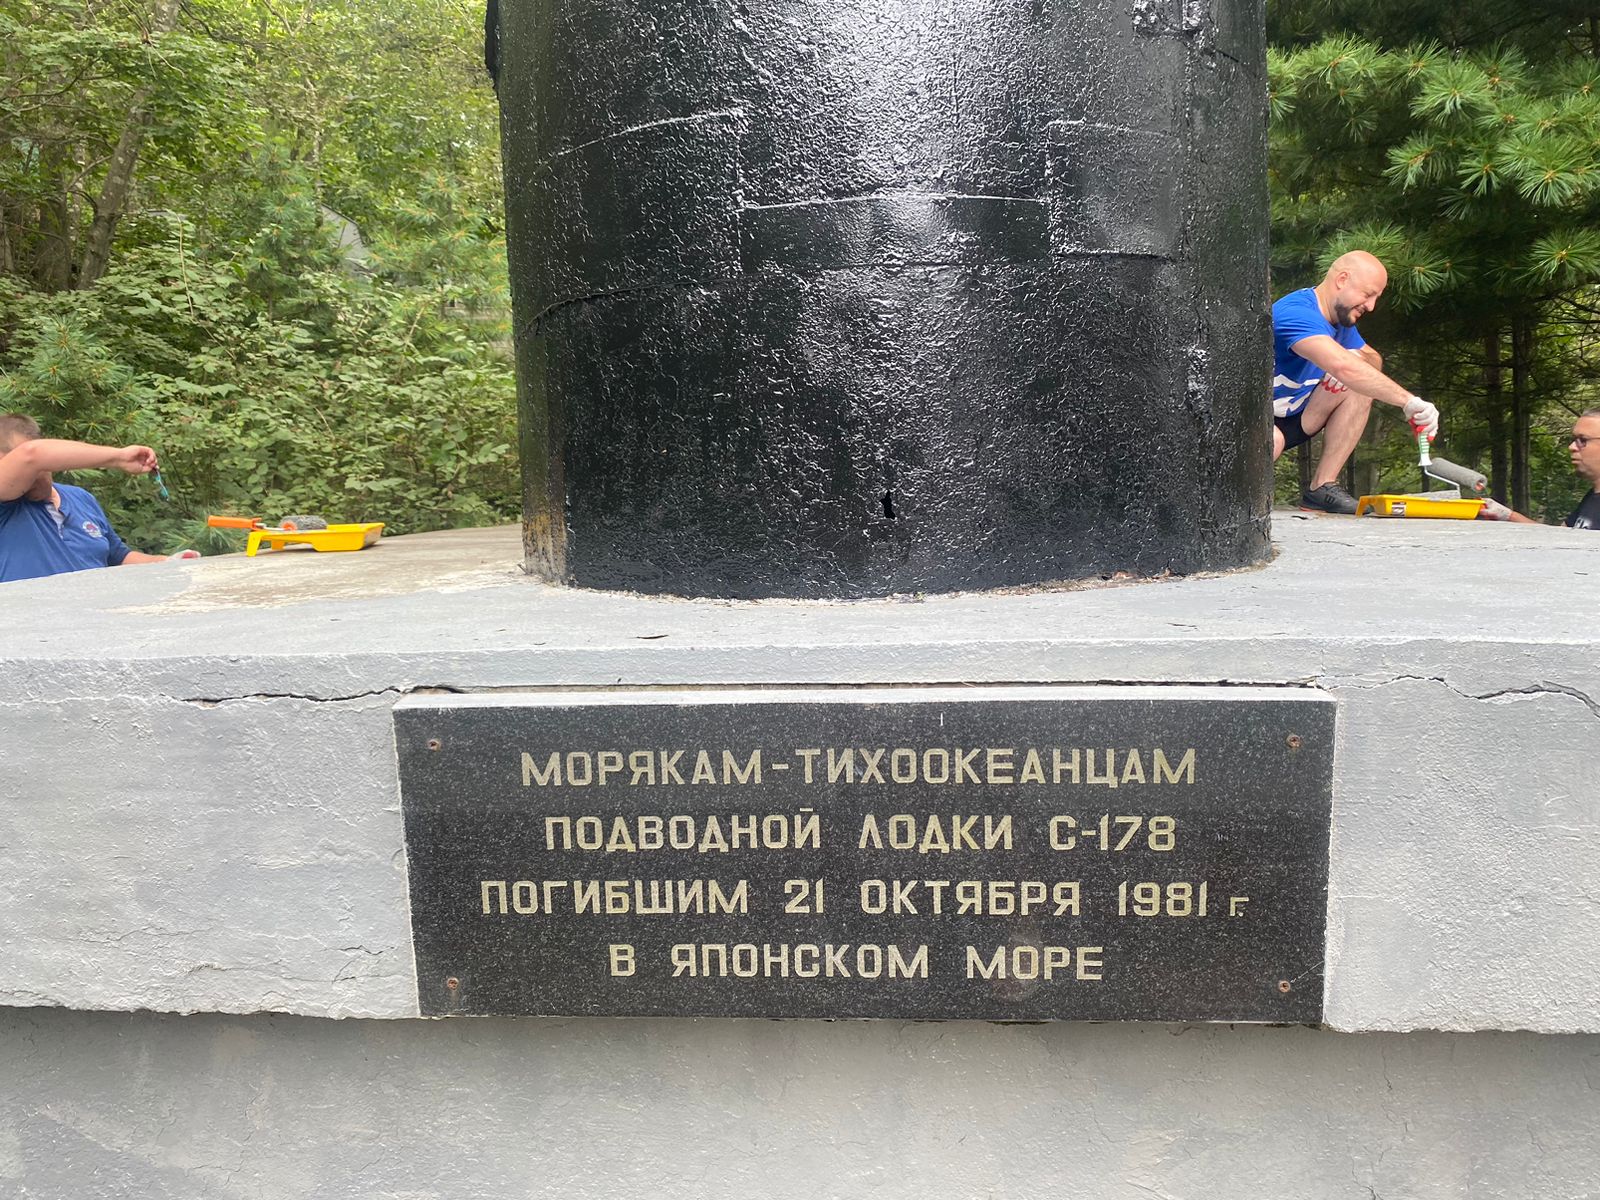 МОРЯКАМ-ТИХООКЕАНЦАМ
ПОДВОДНОЙ ЛОДКИ С-178
ПОГИБШИМ 21 ОКТЯБРЯ 1981 г.
В ЯПОНСКОМ МОРЕ